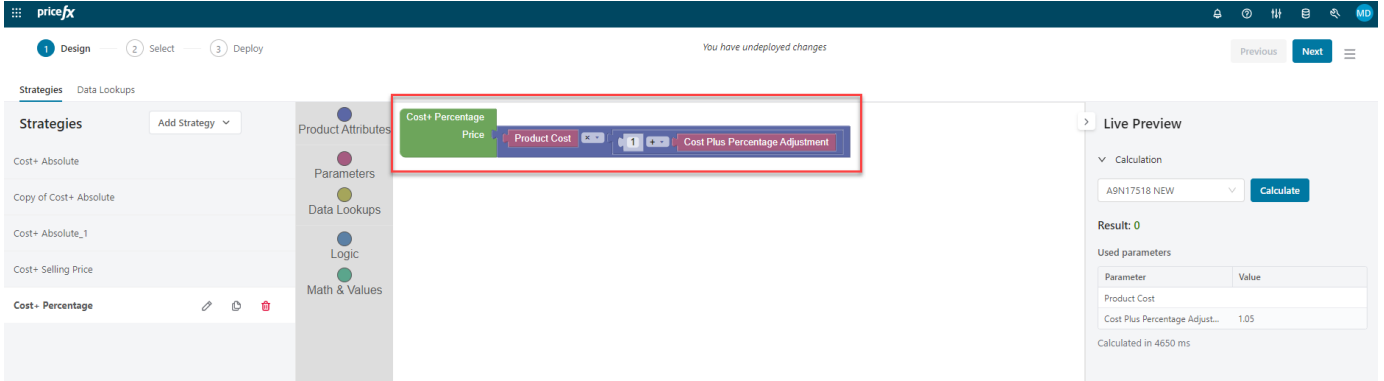 pricefx
MD
1 Design
2 Select
3 Deploy
You have undeployed changes
Previous
Next
Strategies
Data Lookups
Strategies
Add Strategy
Cost+ Absolute
Copy of Cost+ Absolute
Cost+ Absolute_1
Cost+ Selling Price
Cost+ Percentage
Product Attributes
Parameters
Data Lookups
Logic
Math & Values
Cost+ Percentage
Price
Product Cost
×
1
+
Cost Plus Percentage Adjustment
Live Preview
Calculation
A9N17518 NEW
Calculate
Result: 0
Used parameters
Parameter Value
Product Cost
Cost Plus Percentage Adjust... 1.05
Calculated in 4650 ms